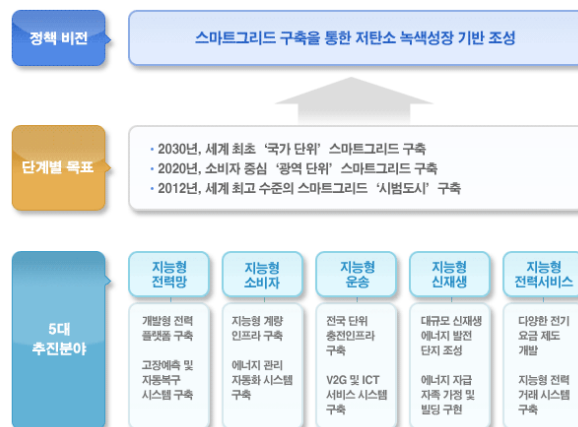 정책 비전
스마트그리드 구축을 통한 저탄소 녹색성장 기반 조성
단계별 목표
· 2030년, 세계 최초 ‘국가 단위’ 스마트그리드 구축
· 2020년, 소비자 중심 ‘광역 단위’ 스마트그리드 구축
· 2012년, 세계 최고 수준의 스마트그리드 ‘시범도시’ 구축
5대
추진분야
지능형
전력망
개발형 전력
플랫폼 구축
고장예측 및
자동복구
시스템 구축
지능형
소비자
지능형 계량
인프라 구축
에너지 관리
자동화 시스템
구축
지능형
운송
전국 단위
충전인프라
구축
V2G 및 ICT
서비스 시스템
구축
지능형
신재생
대규모 신재생
에너지 발전
단지 조성
에너지 자급
자족 가정 및
빌딩 구현
지능형
전력서비스
다양한 전기
요금 제도
개발
지능형 전력
거래 시스템
구축